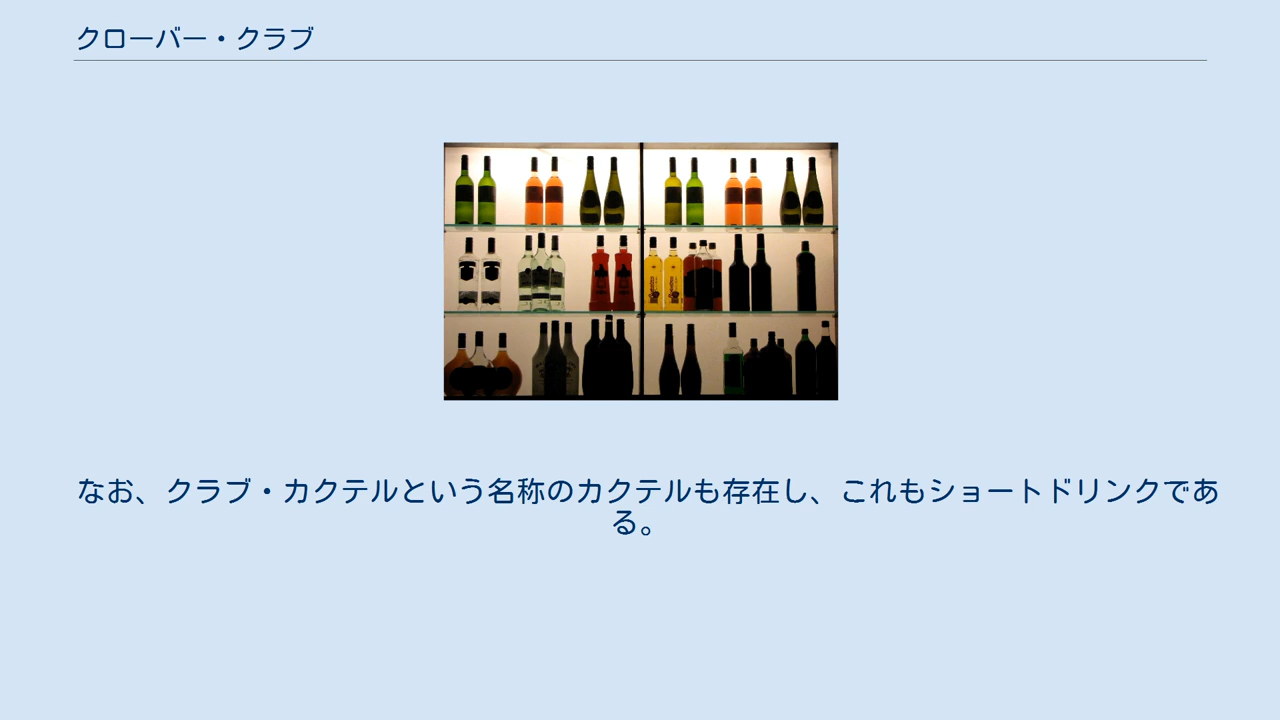 クローバー・クラブ
なお、クラブ・カクテルという名称のカクテルも存在し、これもショートドリンクであ
る。